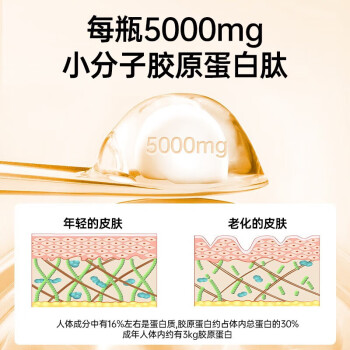 每瓶5000mg
小分子胶原蛋白肽
5000mg
年轻的皮肤
老化的皮肤
人体成分中有16%左右是蛋白质,胶原蛋白约占体内总蛋白的30%
成年人体内约有3kg胶原蛋白